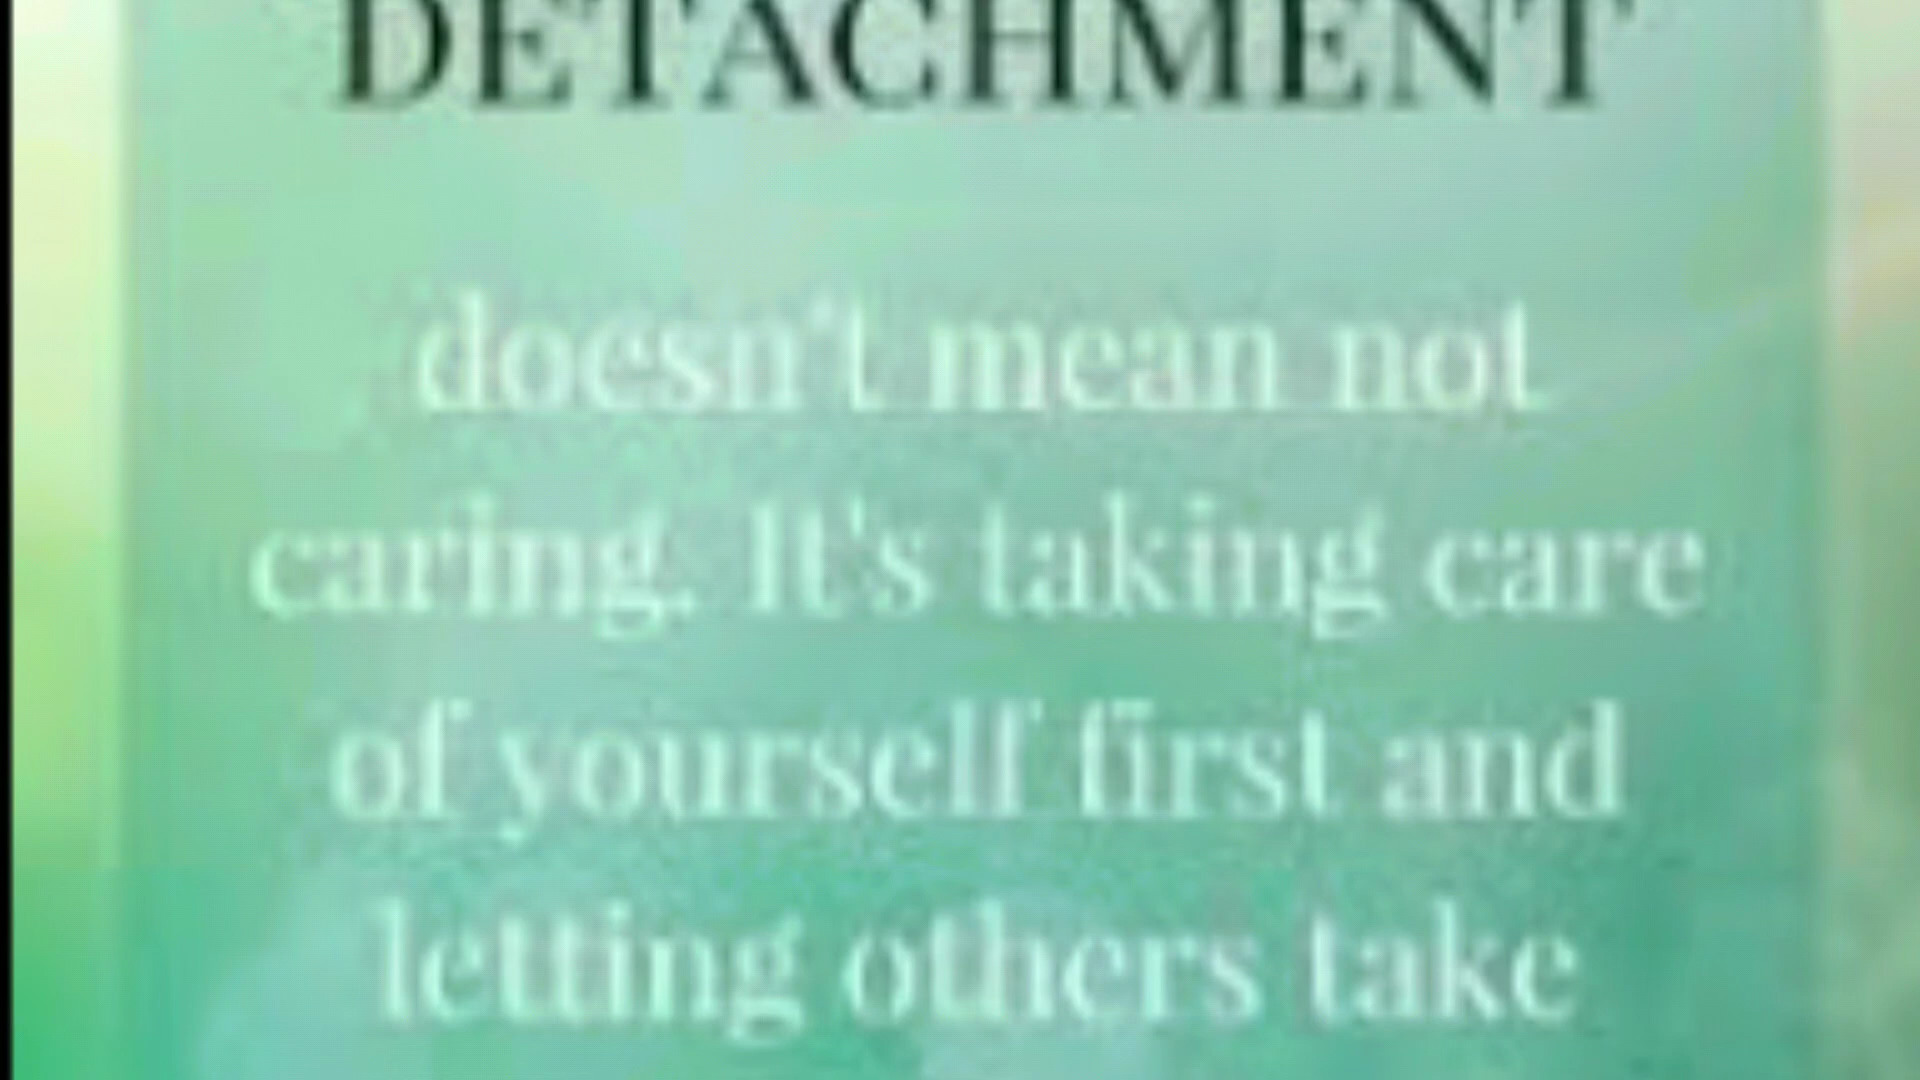 DETACHMENT
doesn't mean not
caring. It's taking care
of yourself first and
letting others take